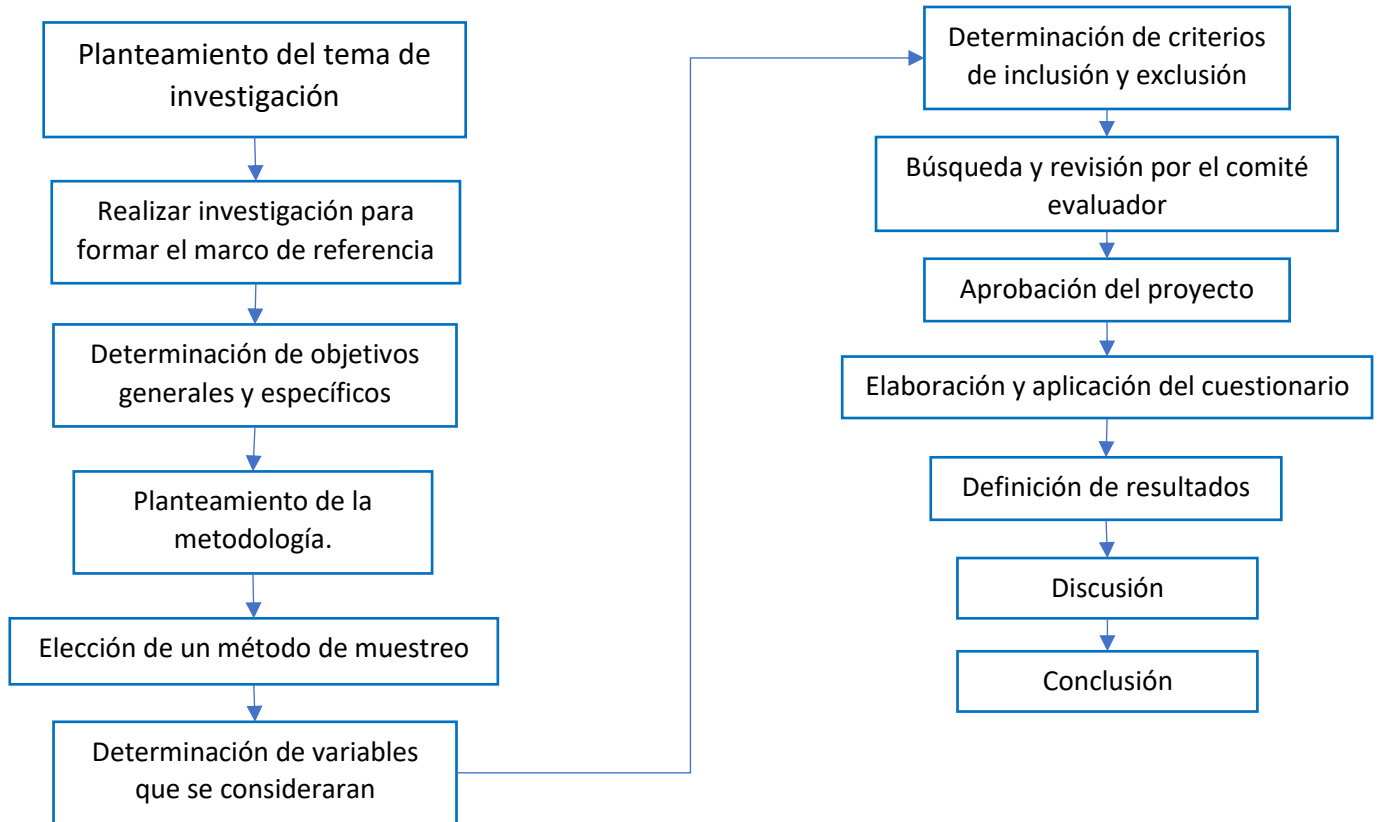 Planteamiento del tema de
investigación
Realizar investigación para
formar el marco de referencia
Determinación de objetivos
generales y específicos
Planteamiento de la
metodología.
Elección de un método de muestreo
Determinación de variables
que se consideraran
Determinación de criterios
de inclusión y exclusión
Búsqueda y revisión por el comité
evaluador
Aprobación del proyecto
Elaboración y aplicación del cuestionario
Definición de resultados
Discusión
Conclusión